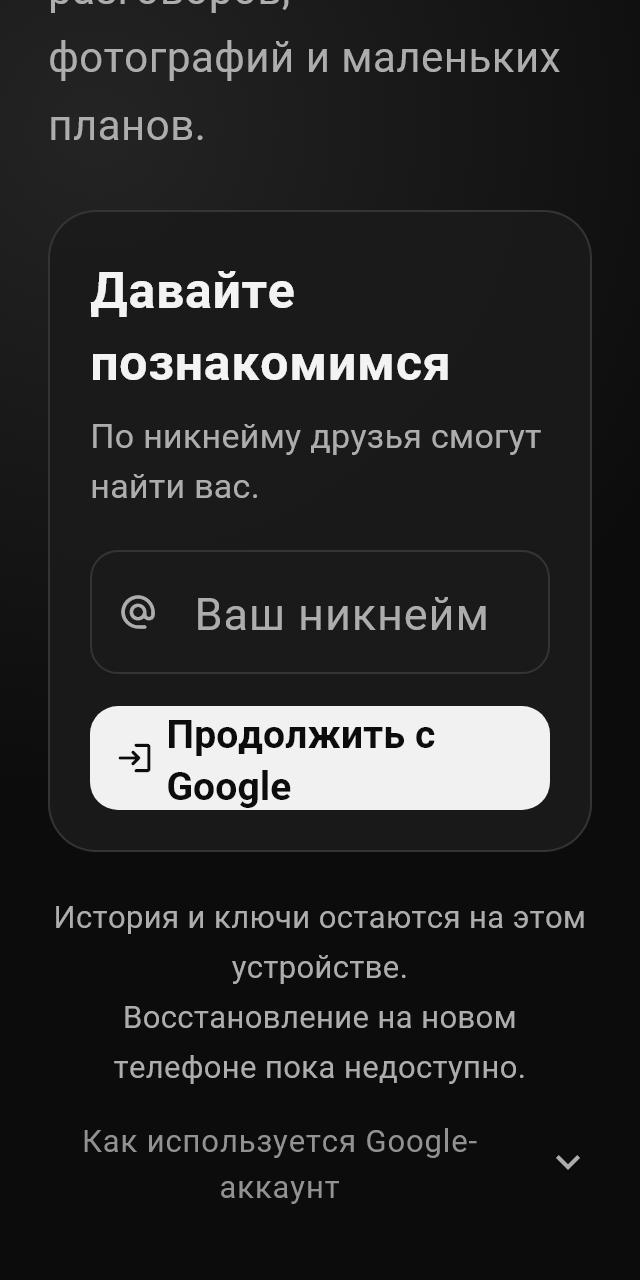 разговоров,
фотографий и маленьких
планов.
Давайте
познакомимся
По никнейму друзья смогут
найти вас.
@ Ваш никнейм
Продолжить с
Google
История и ключи остаются на этом
устройстве.
Восстановление на новом
телефоне пока недоступно.
Как используется Google-
аккаунт